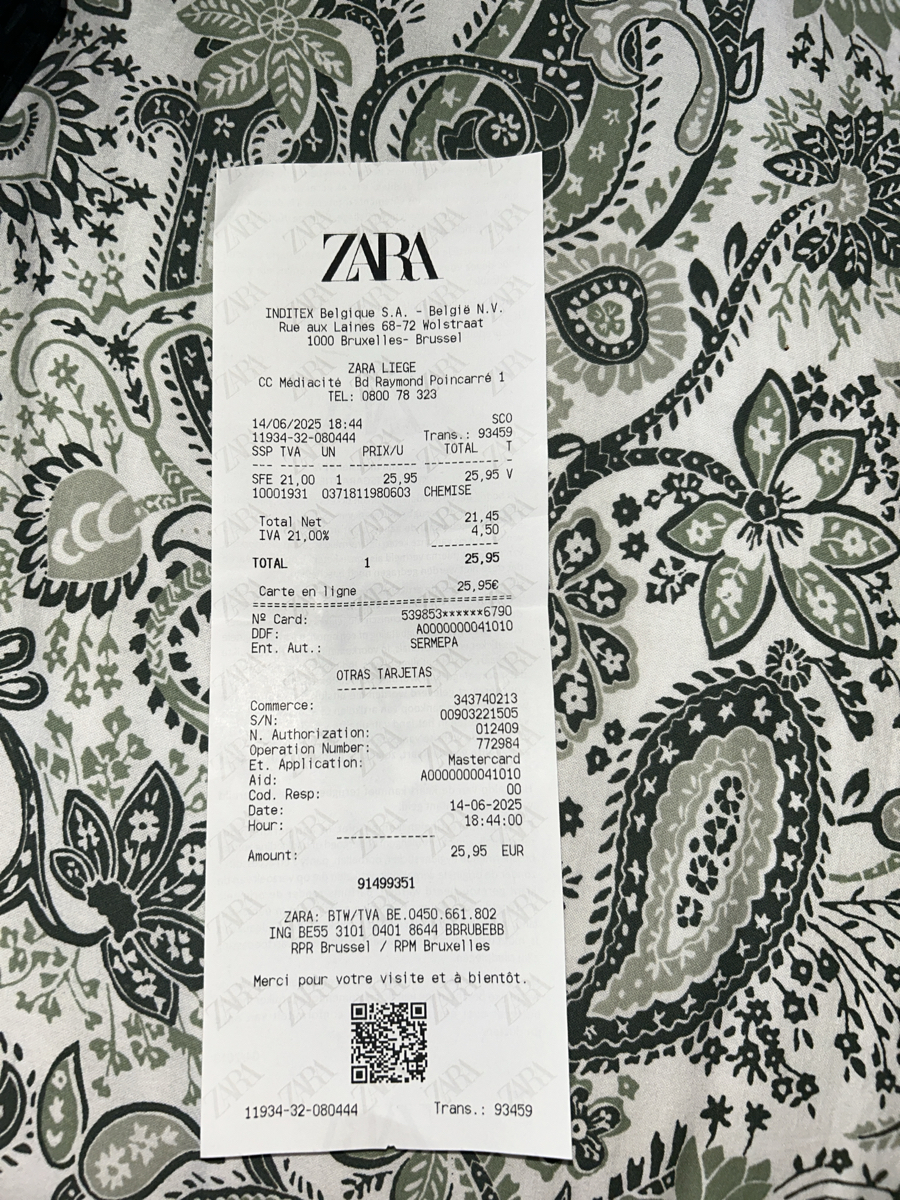 ZARA
INDITEX Belgique S.A. - België N.V.
Rue aux Laines 68-72 Wolstraat
1000 Bruxelles- Brussel
ZARA LIEGE
CC Médiacité Bd Raymond Poincarré 1
TEL: 0800 78 323
14/06/2025 18:44 SCO
11934-32-080444 Trans.: 93459
SSP TVA UN PRIX/U TOTAL T
SFE 21,00 1 25,95 25,95 V
10001931 0371811980603 CHEMISE
Total Net 21,45
IVA 21,00% 4,50
TOTAL 1 25,95
Carte en ligne 25,95€
Nº Card: 539853******6790
DDF: A0000000041010
Ent. Aut.: SERMEPA
OTRAS TARJETAS
Commerce: 343740213
S/N: 00903221505
N. Authorization: 012409
Operation Number: 772984
Et. Application: Mastercard
Aid: A0000000041010
Cod. Resp: 00
Date: 14-06-2025
Hour: 18:44:00
Amount: 25,95 EUR
91499351
ZARA: BTW/TVA BE.0450.661.802
ING BE55 3101 0401 8644 BBRUBEBB
RPR Brussel / RPM Bruxelles
Merci pour votre visite et à bientôt.
11934-32-080444 Trans.: 93459